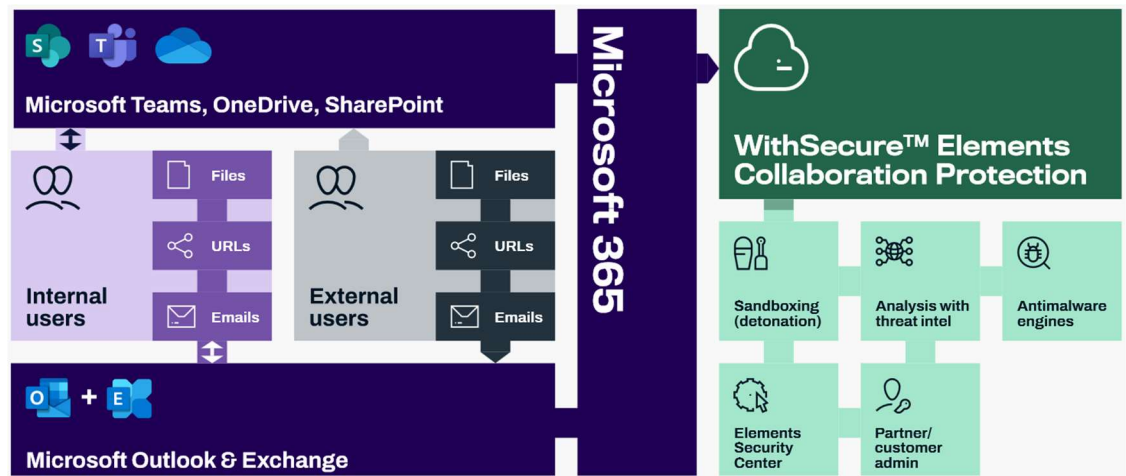 S
T
Microsoft Teams, OneDrive, SharePoint
Internal
users
Files
URLs
Emails
External
users
Files
URLs
Emails
O + E
Microsoft Outlook & Exchange
Microsoft 365
WithSecure™ Elements
Collaboration Protection
Sandboxing
(detonation)
Analysis with
threat intel
Antimalware
engines
Elements
Security
Center
Partner/
customer
admin